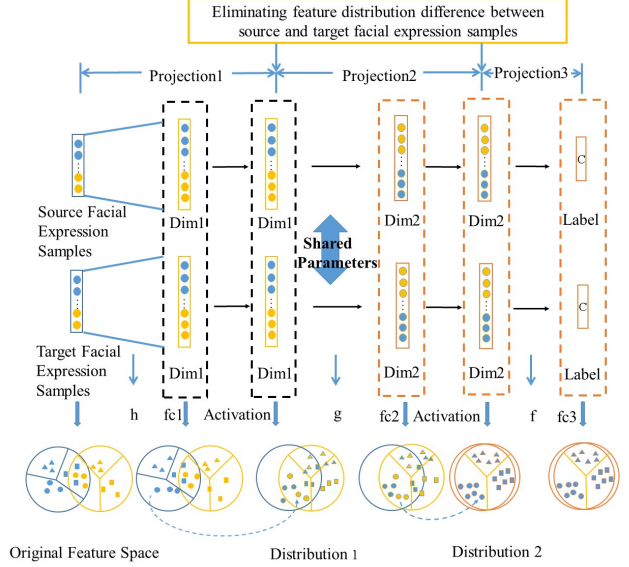 Eliminating feature distribution difference between
source and target facial expression samples
Projection1
Projection2
Projection3
Source Facial
Expression
Samples
Dim1
Dim1
Dim2
Dim2
C
Label
Shared
Parameters
Target Facial
Expression
Samples
Dim1
Dim1
Dim2
Dim2
C
Label
h
fc1
Activation
g
fc2
Activation
f
fc3
Original Feature Space
Distribution 1
Distribution 2